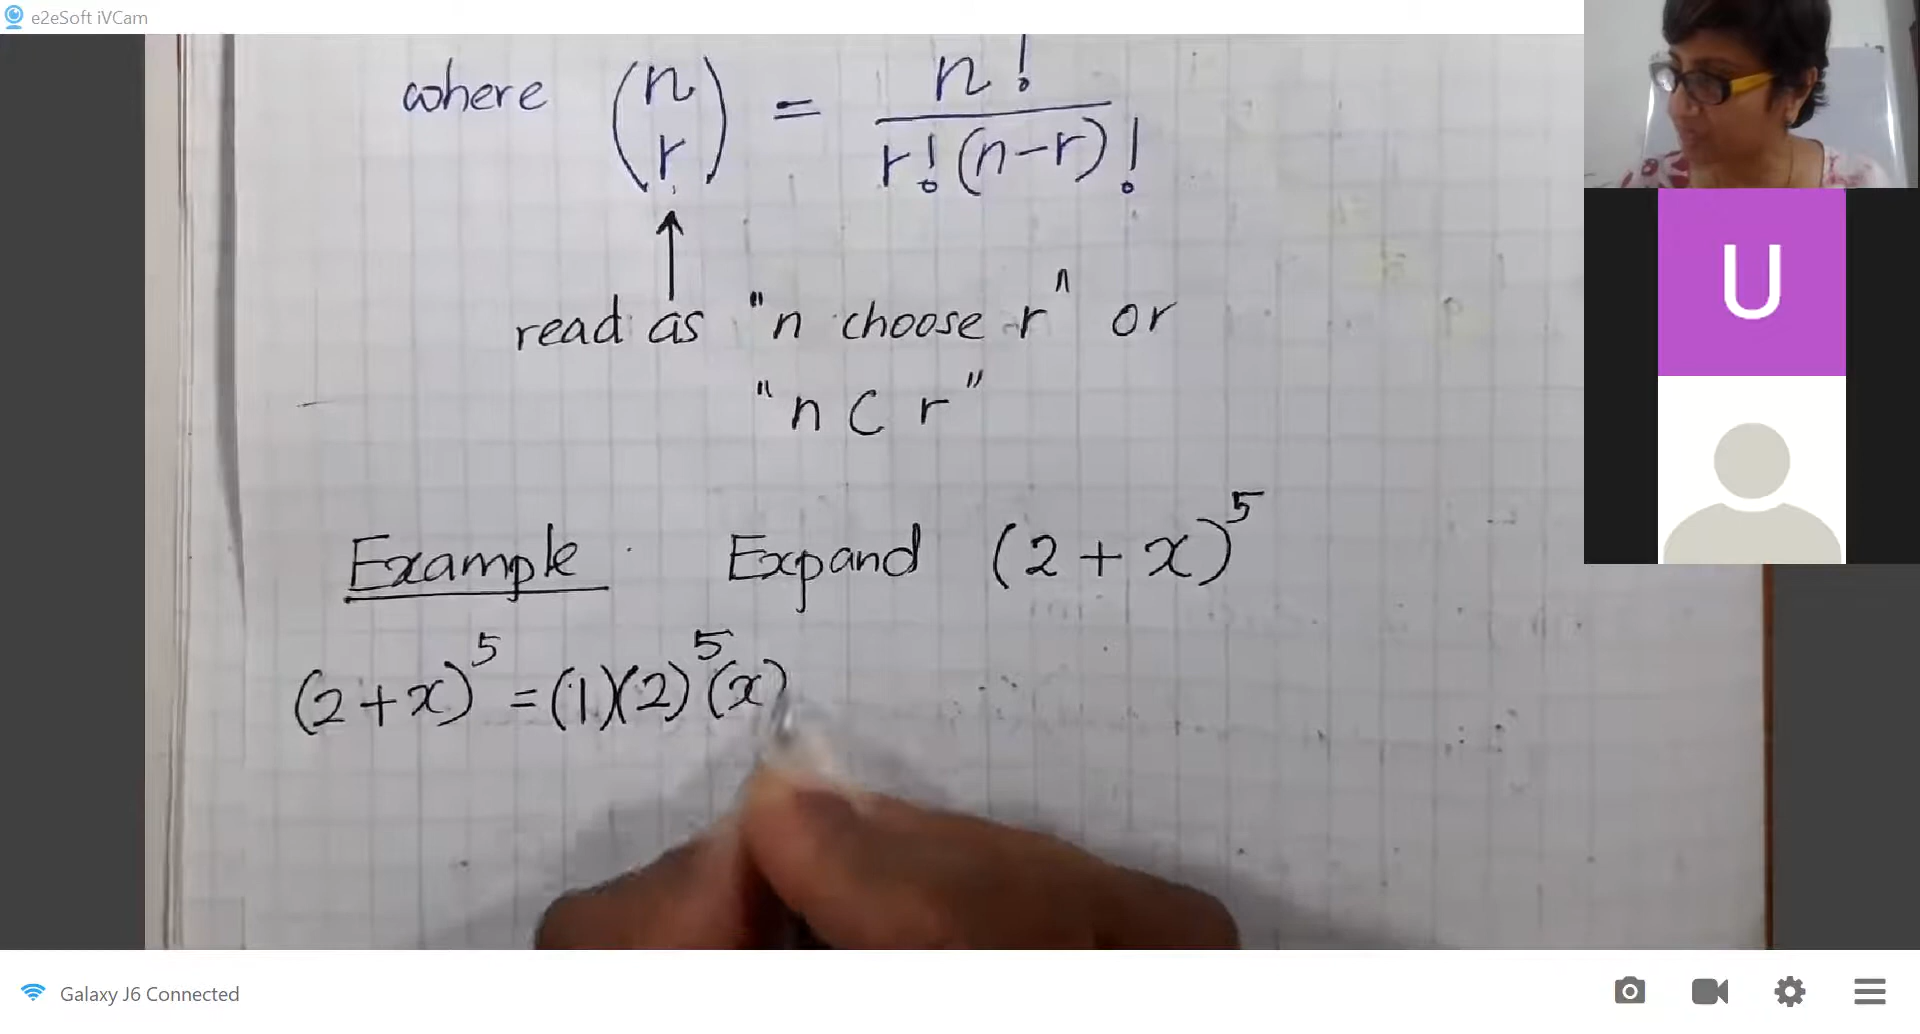 e2eSoft iVCam
where (n r) = n! / r!(n-r)!
U
read as "n choose r" or
"n C r"
Example Expand (2 + x)⁵
(2+x)⁵ = (1)(2)⁵(x)
Galaxy J6 Connected